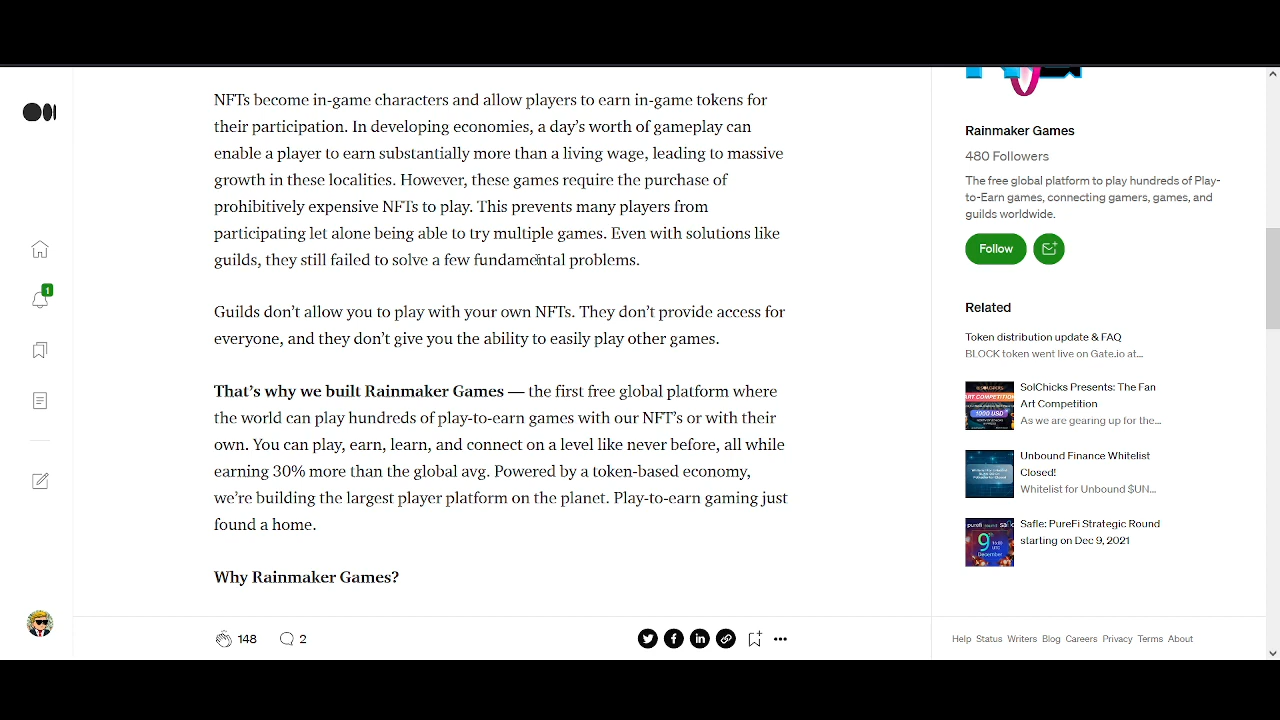 NFTs become in-game characters and allow players to earn in-game tokens for
their participation. In developing economies, a day's worth of gameplay can
enable a player to earn substantially more than a living wage, leading to massive
growth in these localities. However, these games require the purchase of
prohibitively expensive NFTs to play. This prevents many players from
participating let alone being able to try multiple games. Even with solutions like
guilds, they still failed to solve a few fundamental problems.
Guilds don't allow you to play with your own NFTs. They don't provide access for
everyone, and they don't give you the ability to easily play other games.
That's why we built Rainmaker Games — the first free global platform where
the world can play hundreds of play-to-earn games with our NFT's or with their
own. You can play, earn, learn, and connect on a level like never before, all while
earning 30% more than the global avg. Powered by a token-based economy,
we're building the largest player platform on the planet. Play-to-earn gaming just
found a home.
Why Rainmaker Games?
148
2
1
Rainmaker Games
480 Followers
The free global platform to play hundreds of Play-
to-Earn games, connecting gamers, games, and
guilds worldwide.
Follow
Related
Token distribution update & FAQ
BLOCK token went live on Gate.io at...
SolChicks Presents: The Fan
Art Competition
As we are gearing up for the...
Unbound Finance Whitelist
Closed!
Whitelist for Unbound $UN...
Safle: PureFi Strategic Round
starting on Dec 9, 2021
Help Status Writers Blog Careers Privacy Terms About